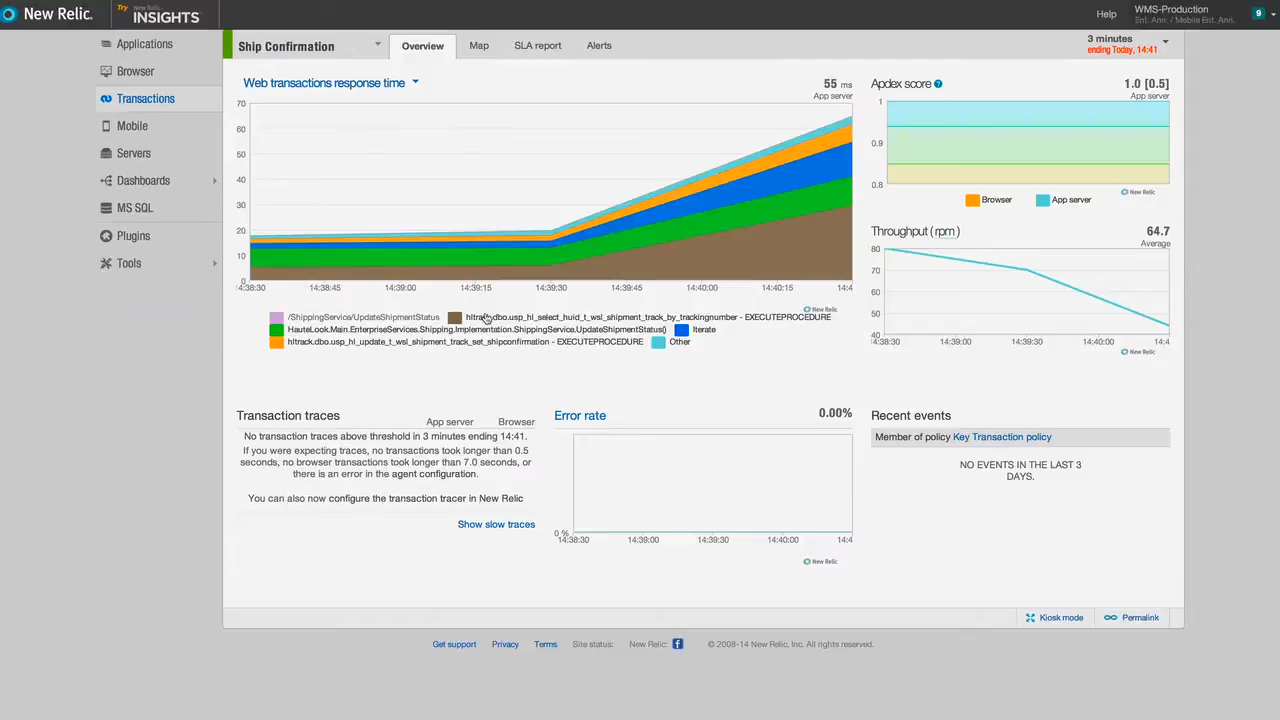 New Relic.
Try New Relic.
INSIGHTS
Help
WMS-Production
Ent. Ann. / Mobile Ent. Ann.
9
Applications
Browser
Transactions
Mobile
Servers
Dashboards
MS SQL
Plugins
Tools
Ship Confirmation
Overview
Map
SLA report
Alerts
3 minutes
ending Today, 14:41
Web transactions response time
55 ms
App server
70
60
50
40
30
20
10
0
14:38:30 14:38:45 14:39:00 14:39:15 14:39:30 14:39:45 14:40:00 14:40:15 14:4
New Relic
/ShippingService/UpdateShipmentStatus
hltrack.dbo.usp_hl_select_huid_t_wsl_shipment_track_by_trackingnumber - EXECUTEPROCEDURE
HauteLook.Main.EnterpriseServices.Shipping.Implementation.ShippingService.UpdateShipmentStatus()
Iterate
hltrack.dbo.usp_hl_update_t_wsl_shipment_track_set_shipconfirmation - EXECUTEPROCEDURE
Other
Apdex score ?
1.0 [0.5]
App server
1
0.9
0.8
New Relic
Browser
App server
Throughput (rpm)
64.7
Average
80
70
60
50
40
14:38:30 14:39:00 14:39:30 14:40:00 14:4
New Relic
Transaction traces
App server
Browser
No transaction traces above threshold in 3 minutes ending 14:41.
If you were expecting traces, no transactions took longer than 0.5
seconds, no browser transactions took longer than 7.0 seconds, or
there is an error in the agent configuration.
You can also now configure the transaction tracer in New Relic
Show slow traces
Error rate
0.00%
0 %
14:38:30 14:39:00 14:39:30 14:40:00 14:4
New Relic
Recent events
Member of policy Key Transaction policy
NO EVENTS IN THE LAST 3
DAYS.
Kiosk mode
Permalink
Get support
Privacy
Terms
Site status:
New Relic:
f
© 2008-14 New Relic, Inc. All rights reserved.